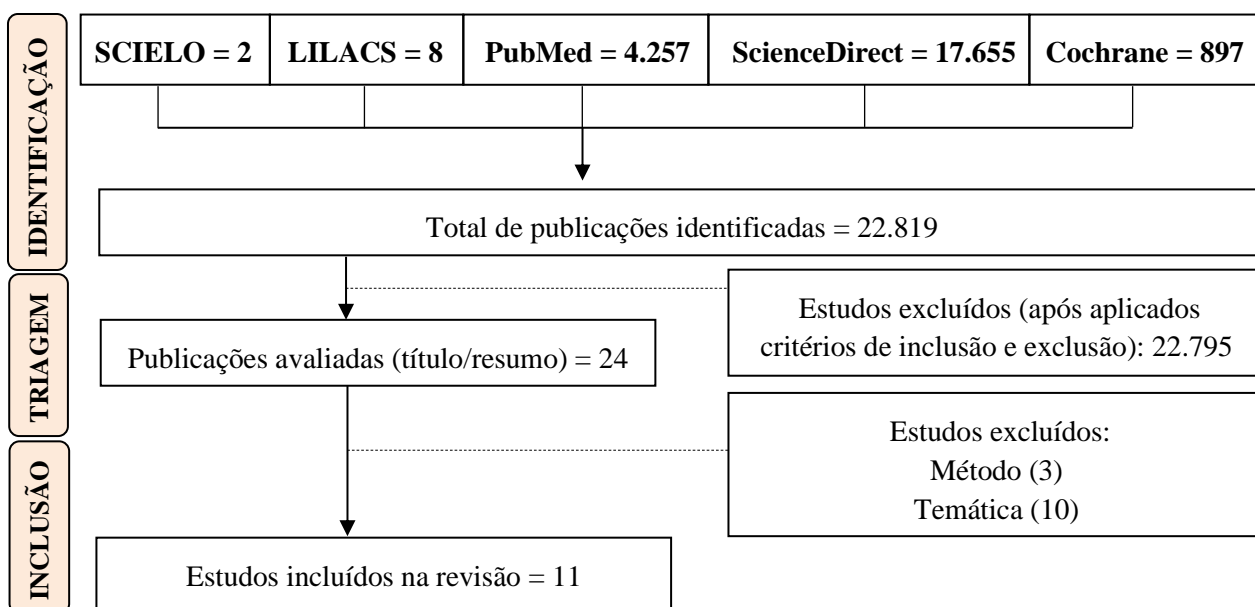 IDENTIFICAÇÃO
SCIELO = 2
LILACS = 8
PubMed = 4.257
ScienceDirect = 17.655
Cochrane = 897
Total de publicações identificadas = 22.819
TRIAGEM
Estudos excluídos (após aplicados
critérios de inclusão e exclusão): 22.795
Publicações avaliadas (título/resumo) = 24
INCLUSÃO
Estudos excluídos:
Método (3)
Temática (10)
Estudos incluídos na revisão = 11